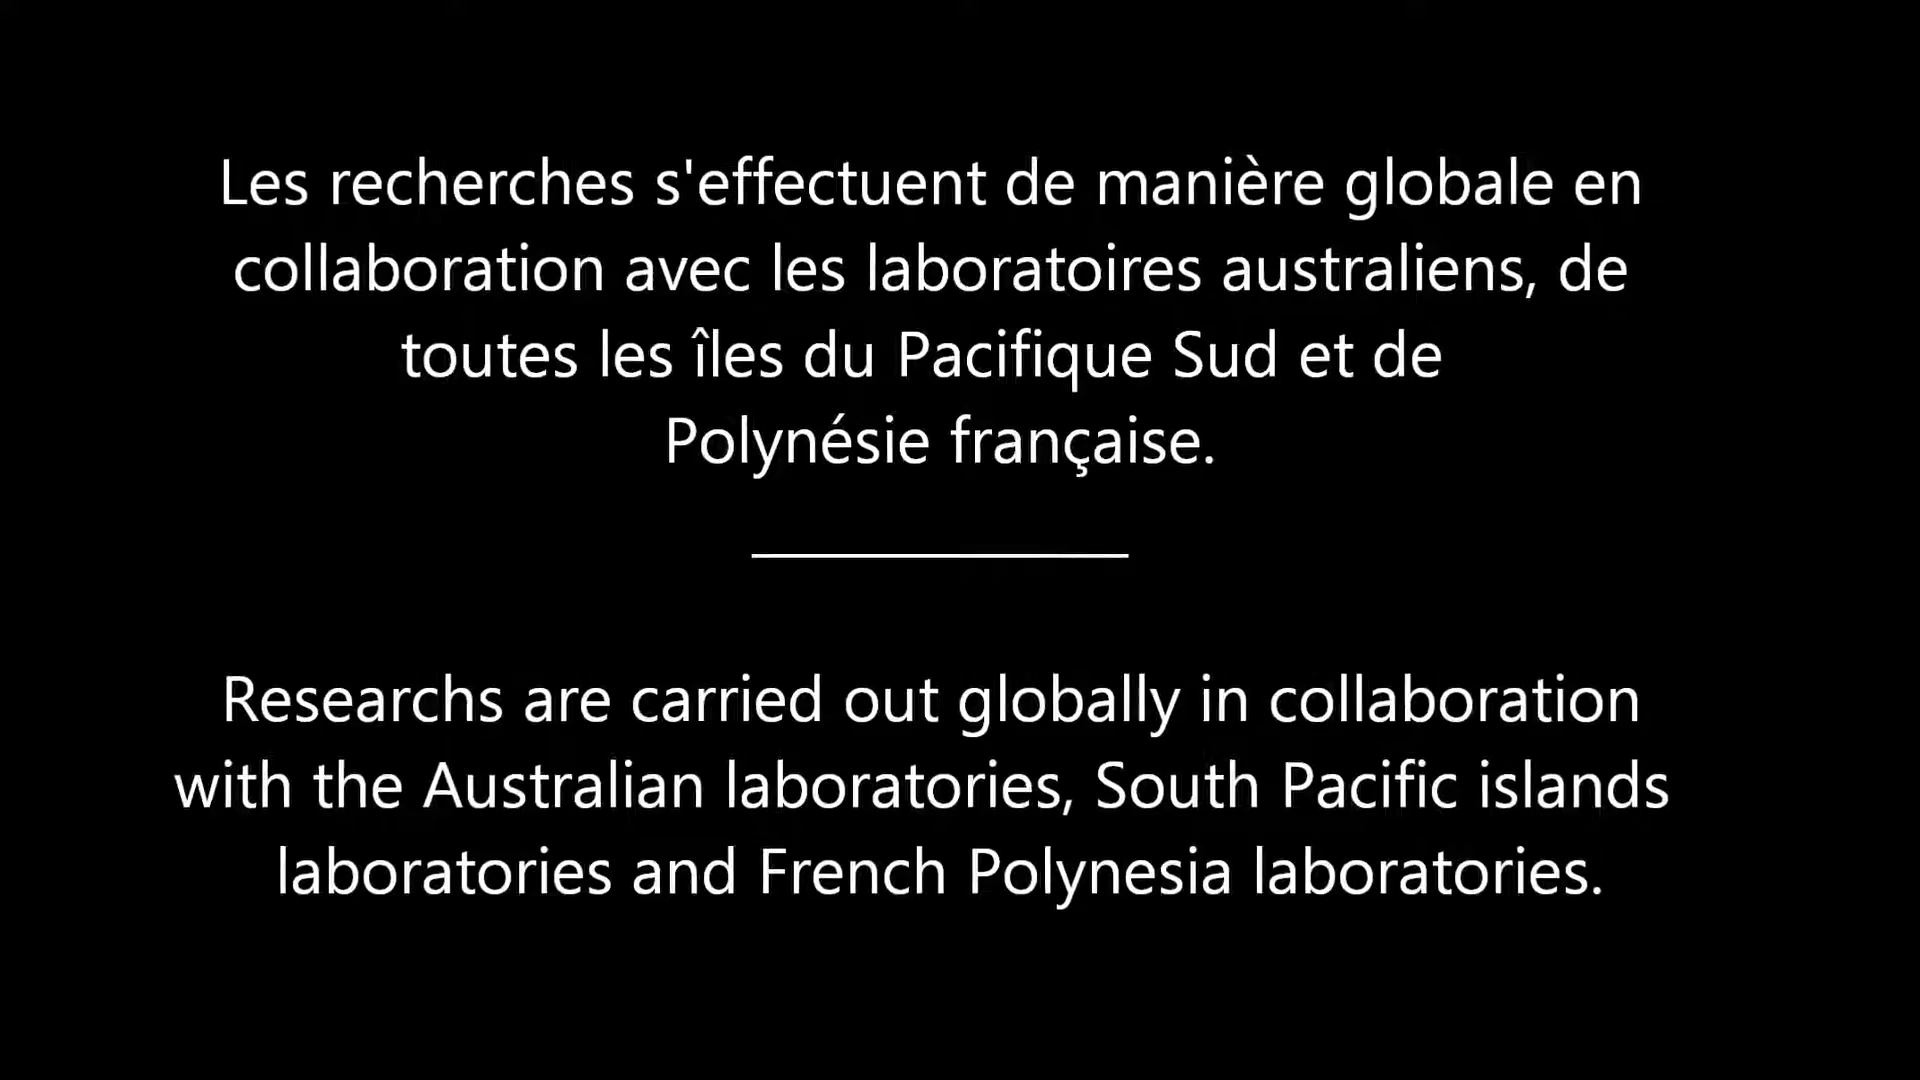 Les recherches s'effectuent de manière globale en
collaboration avec les laboratoires australiens, de
toutes les îles du Pacifique Sud et de
Polynésie française.
Researchs are carried out globally in collaboration
with the Australian laboratories, South Pacific islands
laboratories and French Polynesia laboratories.